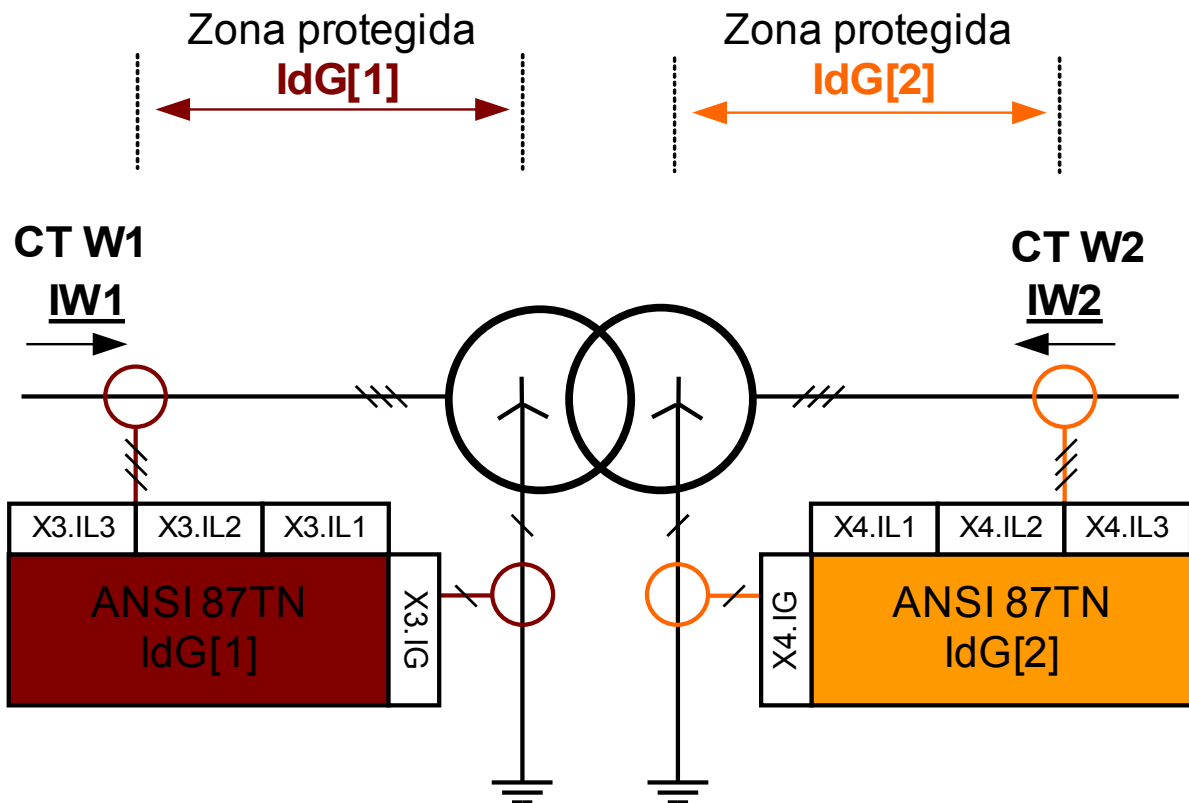 Zona protegida
IdG[1]
Zona protegida
IdG[2]
CT W1
IW1
CT W2
IW2
X3.IL3
X3.IL2
X3.IL1
X4.IL1
X4.IL2
X4.IL3
ANSI 87TN
IdG[1]
X3.IG
X4.IG
ANSI 87TN
IdG[2]